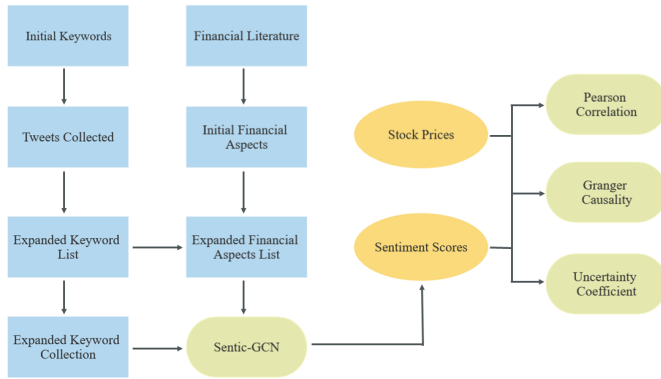 Initial Keywords
Financial Literature
Tweets Collected
Initial Financial
Aspects
Expanded Keyword
List
Expanded Financial
Aspects List
Expanded Keyword
Collection
Sentic-GCN
Stock Prices
Sentiment Scores
Pearson
Correlation
Granger
Causality
Uncertainty
Coefficient